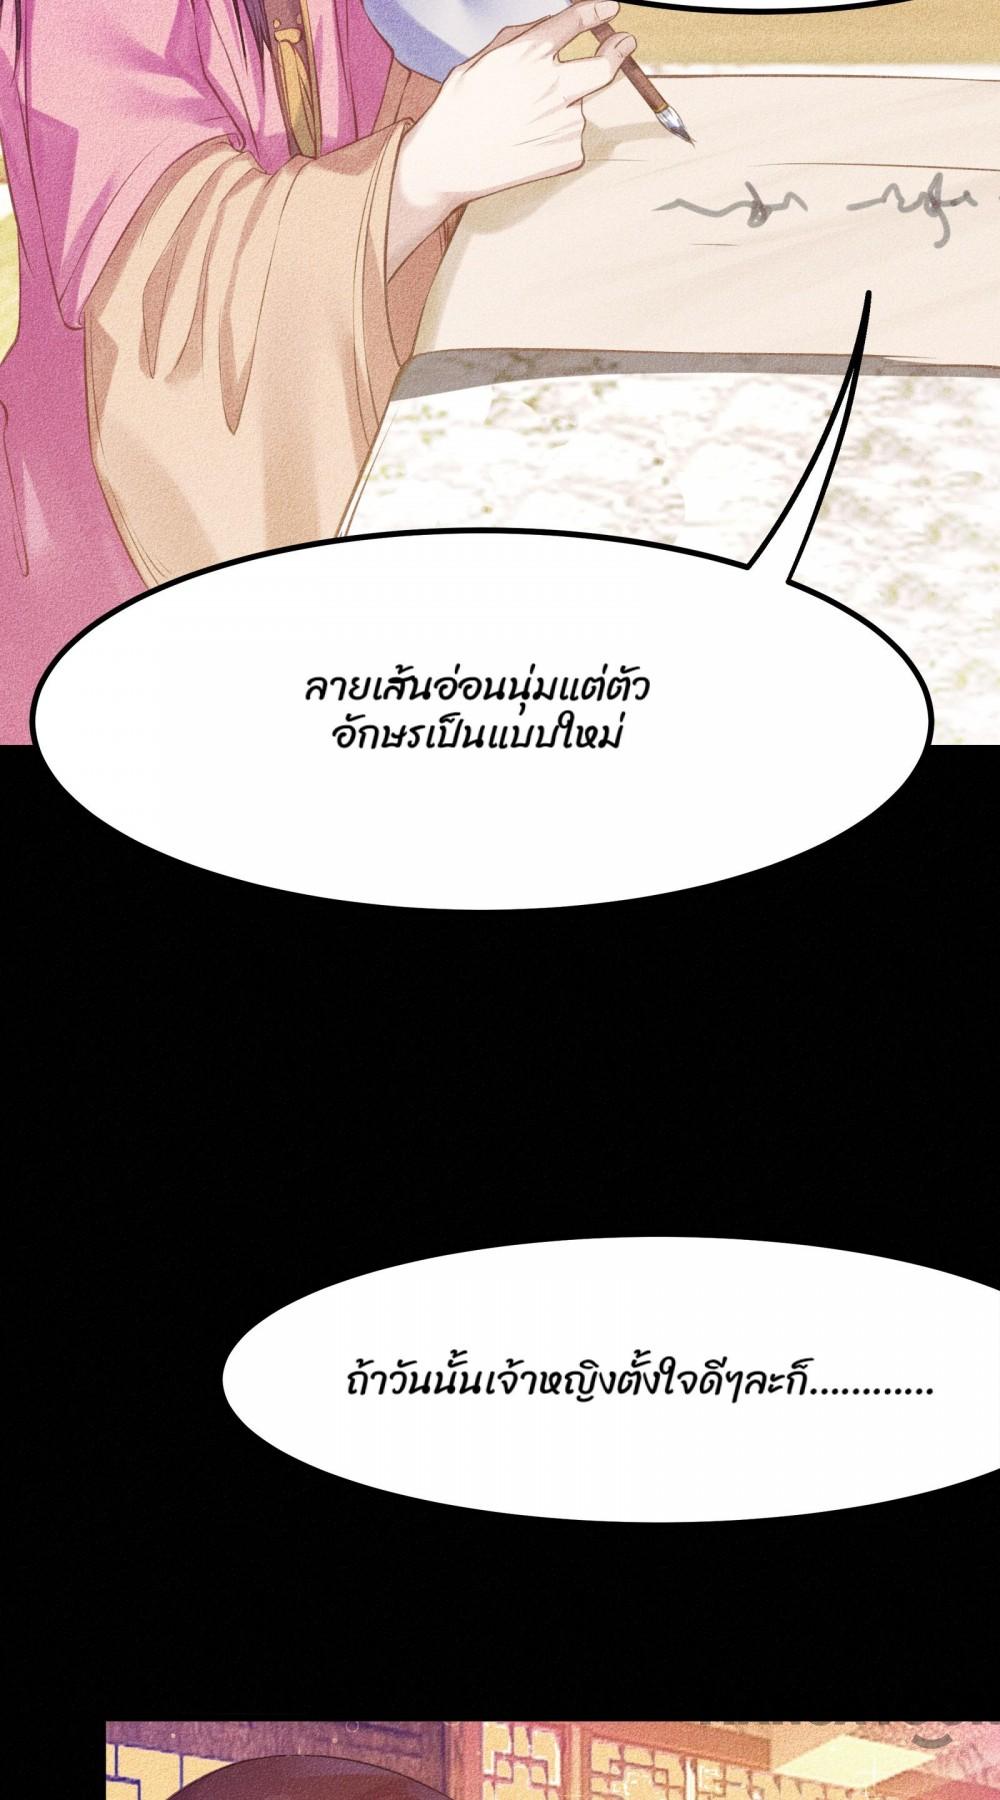 ลายเส้นอ่อนนุ่มแต่ตัว
อักษรเป็นแบบใหม่
ถ้าวันนั้นเจ้าหญิงตั้งใจดีๆละก็............